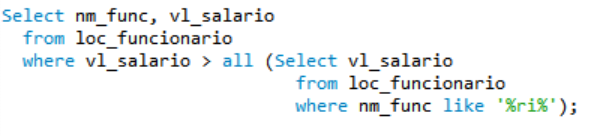 Select nm_func, vl_salario
from loc_funcionario
where vl_salario > all (Select vl_salario
from loc_funcionario
where nm_func like '%ri%');